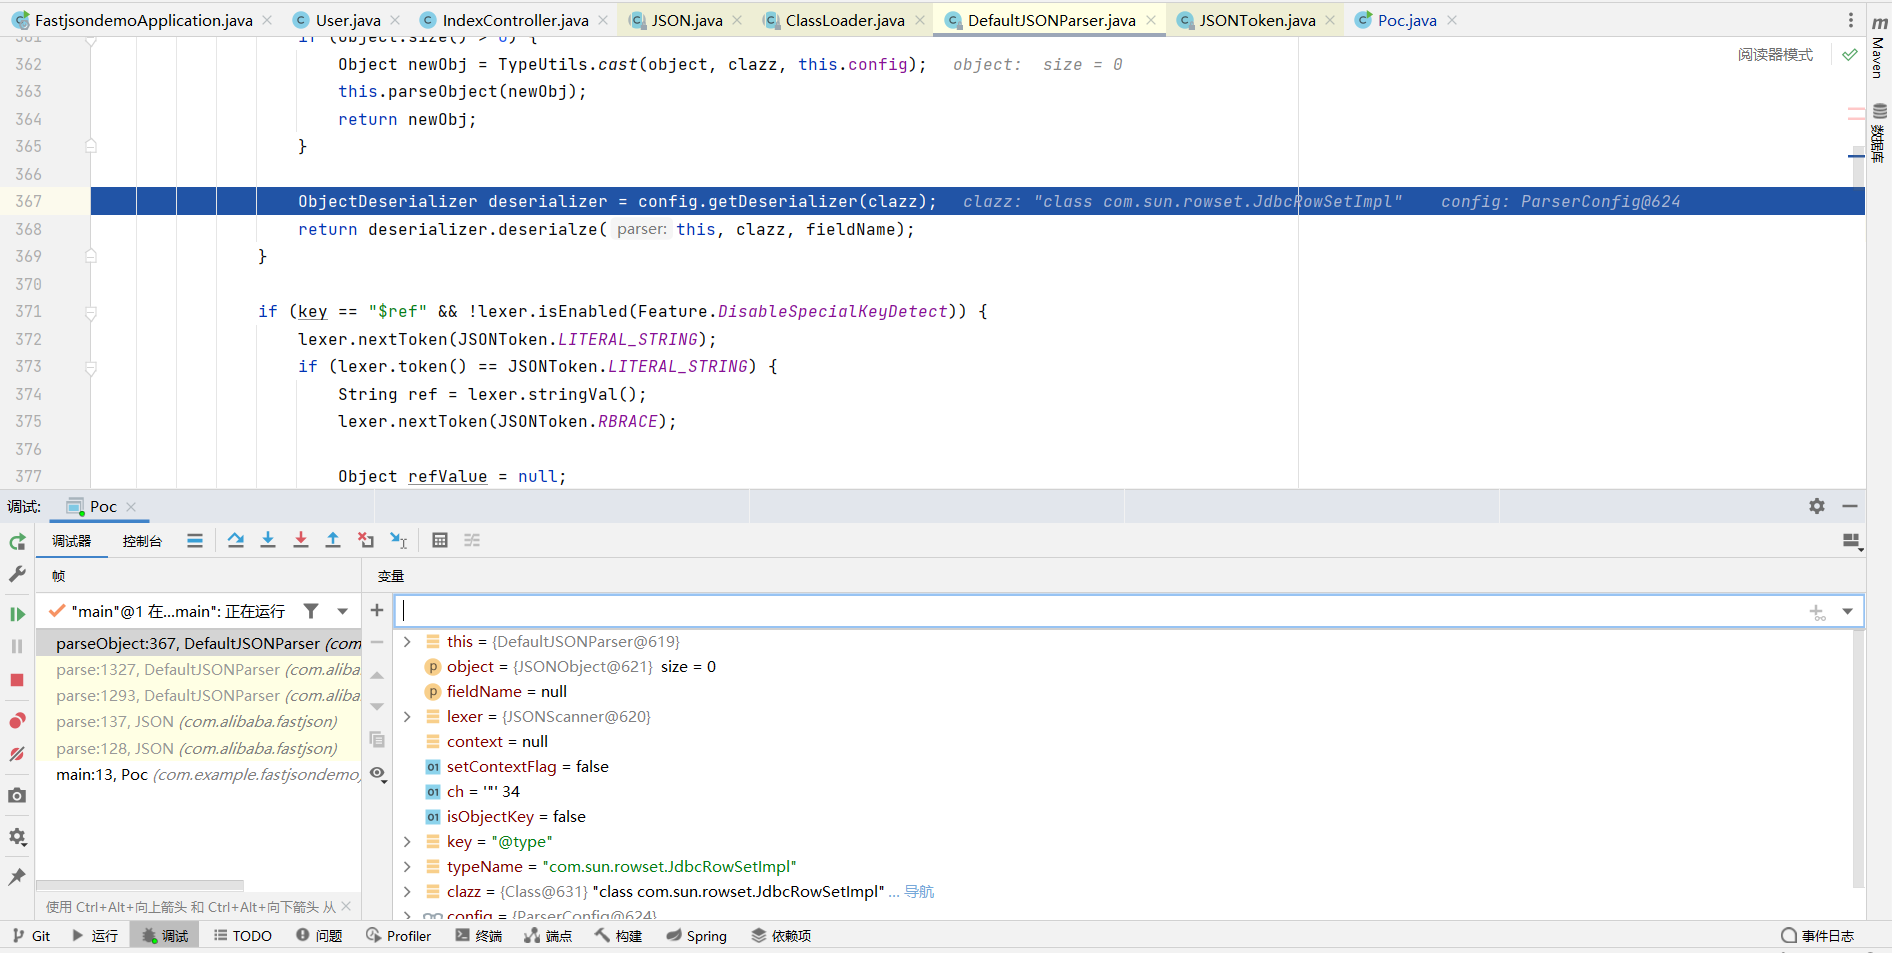 FastjsondemoApplication.java × User.java × IndexController.java × JSON.java × ClassLoader.java × DefaultJSONParser.java × JSONToken.java × Poc.java ×
361 if (object.size() > 0) {
362 Object newObj = TypeUtils.cast(object, clazz, this.config); object: size = 0
363 this.parseObject(newObj);
364 return newObj;
365 }
366
367 ObjectDeserializer deserializer = config.getDeserializer(clazz); clazz: "class com.sun.rowset.JdbcRowSetImpl" config: ParserConfig@624
368 return deserializer.deserialze( parser: this, clazz, fieldName);
369 }
370
371 if (key == "$ref" && !lexer.isEnabled(Feature.DisableSpecialKeyDetect)) {
372 lexer.nextToken(JSONToken.LITERAL_STRING);
373 if (lexer.token() == JSONToken.LITERAL_STRING) {
374 String ref = lexer.stringVal();
375 lexer.nextToken(JSONToken.RBRACE);
376
377 Object refValue = null;
阅读器模式
m Maven
数据库
调试: Poc ×
调试器 控制台
帧
变量
"main"@1 在...main": 正在运行
parseObject:367, DefaultJSONParser (com
parse:1327, DefaultJSONParser (com.alibaba
parse:1293, DefaultJSONParser (com.alibaba
parse:137, JSON (com.alibaba.fastjson)
parse:128, JSON (com.alibaba.fastjson)
main:13, Poc (com.example.fastjsondemo)
使用 Ctrl+Alt+向上箭头 和 Ctrl+Alt+向下箭头 从 ×
this = {DefaultJSONParser@619}
p object = {JSONObject@621} size = 0
p fieldName = null
lexer = {JSONScanner@620}
context = null
01 setContextFlag = false
01 ch = '"' 34
01 isObjectKey = false
key = "@type"
typeName = "com.sun.rowset.JdbcRowSetImpl"
clazz = {Class@631} "class com.sun.rowset.JdbcRowSetImpl" ... 导航
config = {ParserConfig@624}
Git 运行 调试 TODO 问题 Profiler 终端 端点 构建 Spring 依赖项 事件日志